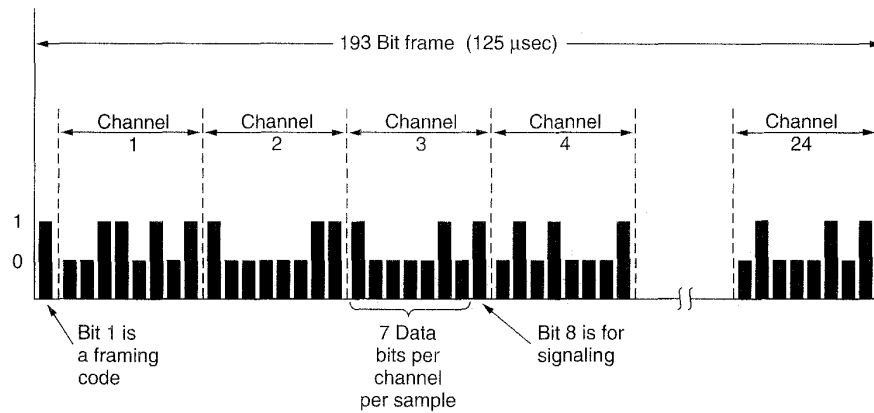 193 Bit frame (125 μsec)
Channel
1
Channel
2
Channel
3
Channel
4
Channel
24
1
0
Bit 1 is
a framing
code
7 Data
bits per
channel
per sample
Bit 8 is for
signaling